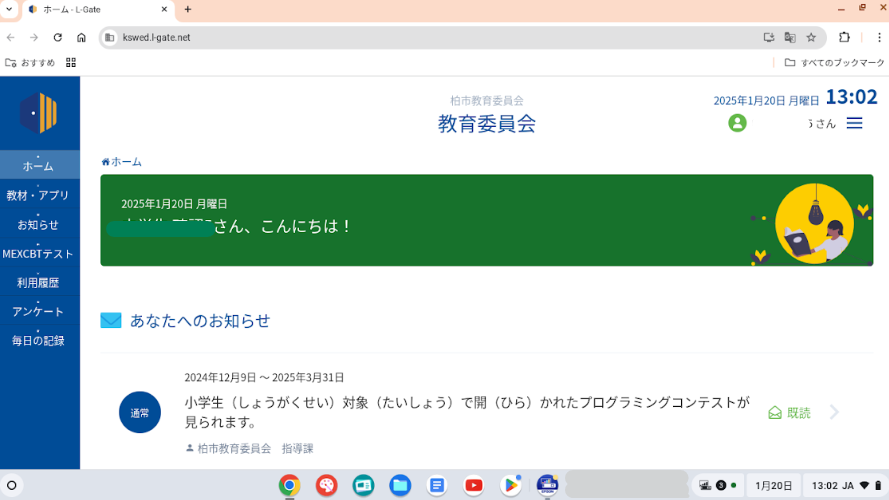 ホーム - L-Gate
kswed.l-gate.net
おすすめ
すべてのブックマーク
柏市教育委員会
教育委員会
2025年1月20日 月曜日 13:02
さん
ホーム
教材・アプリ
お知らせ
MEXCBTテスト
利用履歴
アンケート
毎日の記録
ホーム
2025年1月20日 月曜日
さん、こんにちは！
あなたへのお知らせ
2024年12月9日 ～ 2025年3月31日
通常
小学生（しょうがくせい）対象（たいしょう）で開（ひら）かれたプログラミングコンテストが
見られます。
既読
柏市教育委員会 指導課
1月20日
13:02 JA